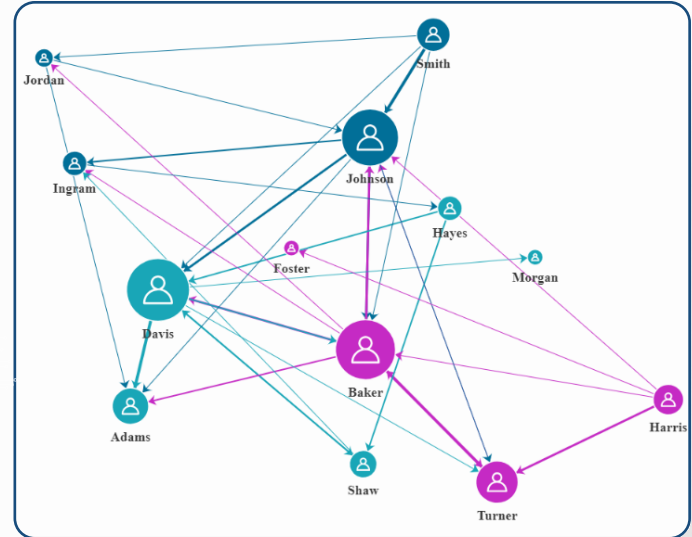 Smith
Jordan
Johnson
Ingram
Hayes
Foster
Morgan
Davis
Baker
Harris
Adams
Shaw
Turner